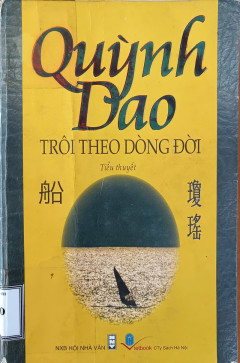 Quỳnh
Dao
TRÔI THEO DÒNG ĐỜI
Tiểu thuyết
船
瓊
瑤
NXB HỘI NHÀ VĂN